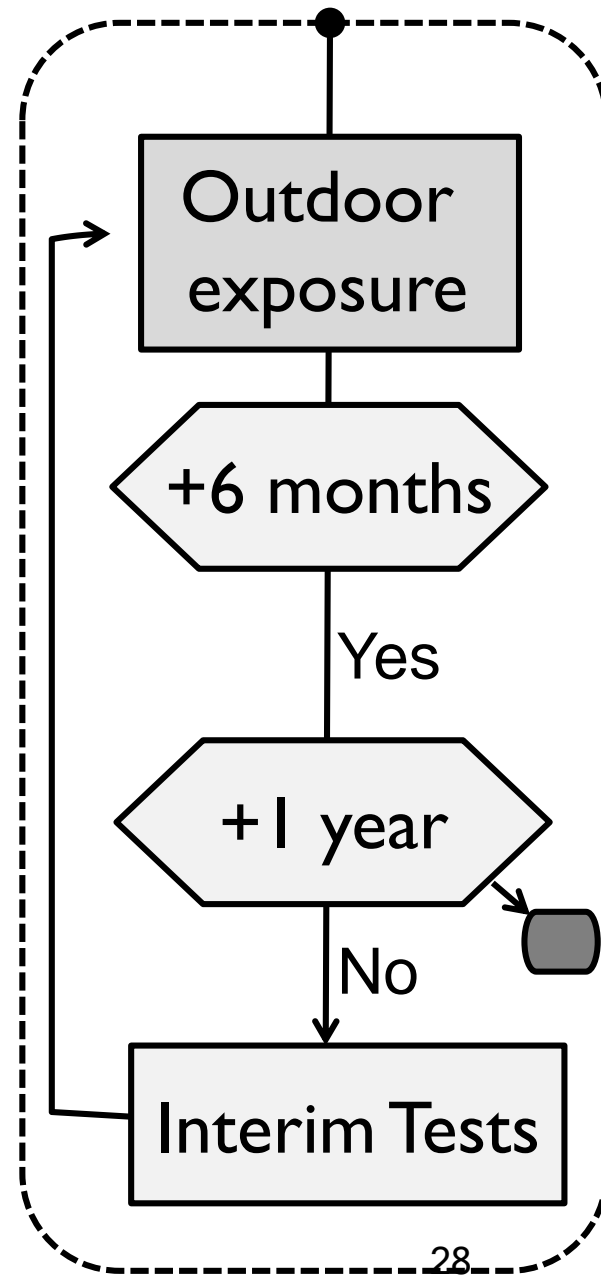 Outdoor
exposure
+6 months
Yes
+1 year
No
Interim Tests
28